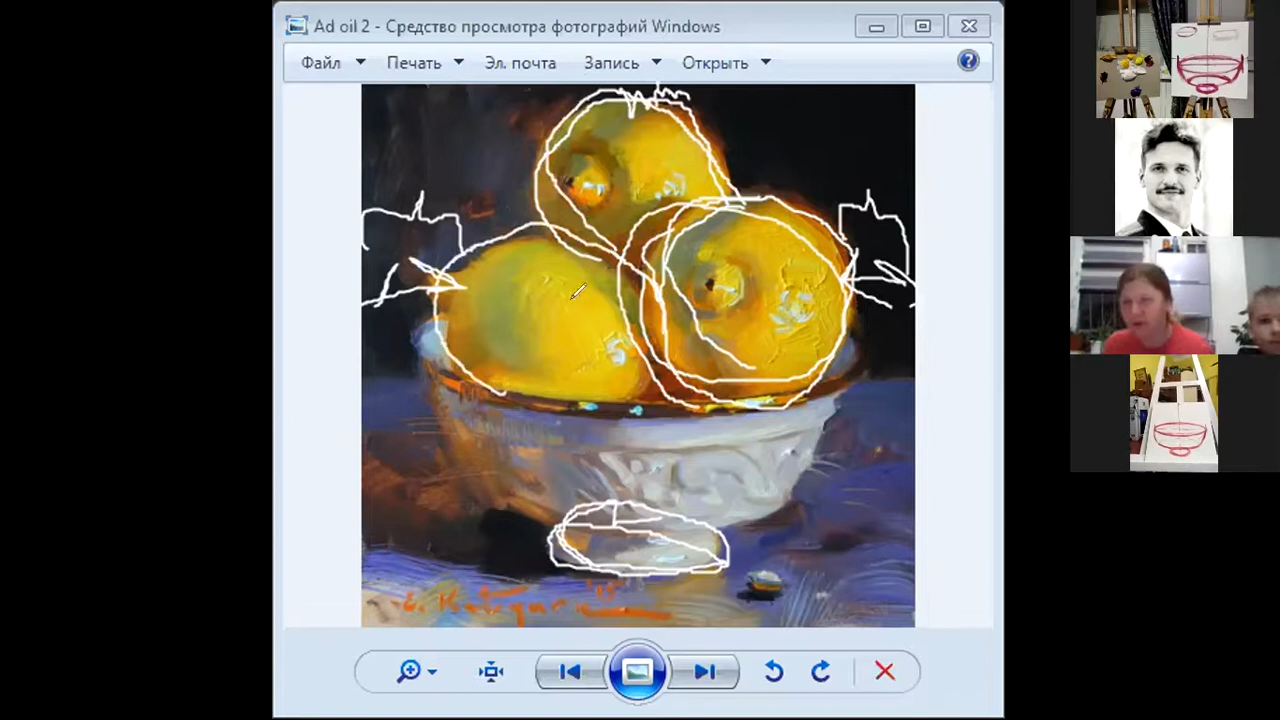 Ad oil 2 - Средство просмотра фотографий Windows
Файл Печать Эл. почта Запись Открыть